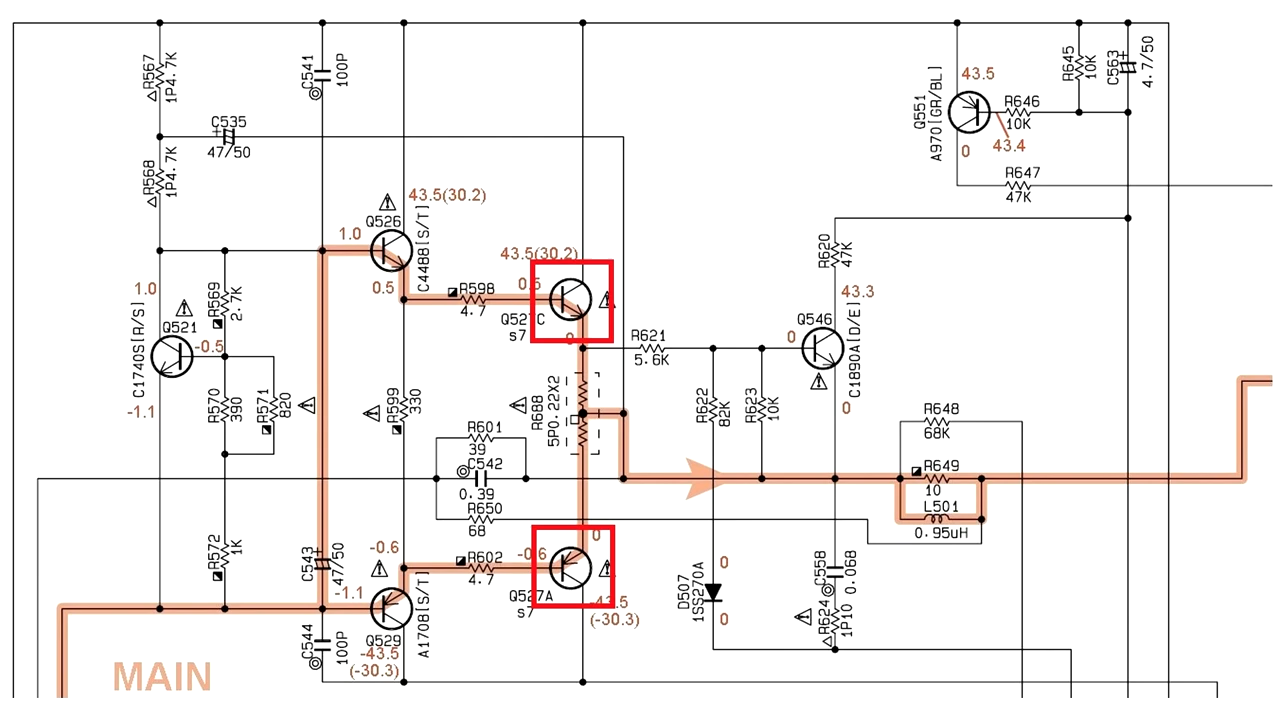 R567
1P4.7K
C541
100P
C535
47/50
R568
1P4.7K
Q526
43.5(30.2)
C4488[S/T]
1.0
0.5
43.5(30.2)
0.5
R598
4.7
Q527C
s7
0
1.0
C1740S[R/S]
Q521
-0.5
-1.1
R569
2.7K
R570
390
R571
820
R572
1K
R599
330
R601
39
C542
0.39
R650
68
R688
5P0.22X2
R621
5.6K
R622
82K
R623
10K
Q546
0
43.3
C1890A[D/E]
0
R620
47K
Q551
A970[GR/BL]
43.5
0
43.4
R646
10K
R645
10K
C563
4.7/50
R647
47K
R648
68K
R649
10
L501
0.95uH
C543
47/50
-0.6
-1.1
Q529
A1708[S/T]
-43.5
(-30.3)
C544
100P
-0.6
R602
4.7
Q527A
s7
0
-43.5
(-30.3)
D507
1SS270A
0
0
C558
0.068
R624
1P10
MAIN